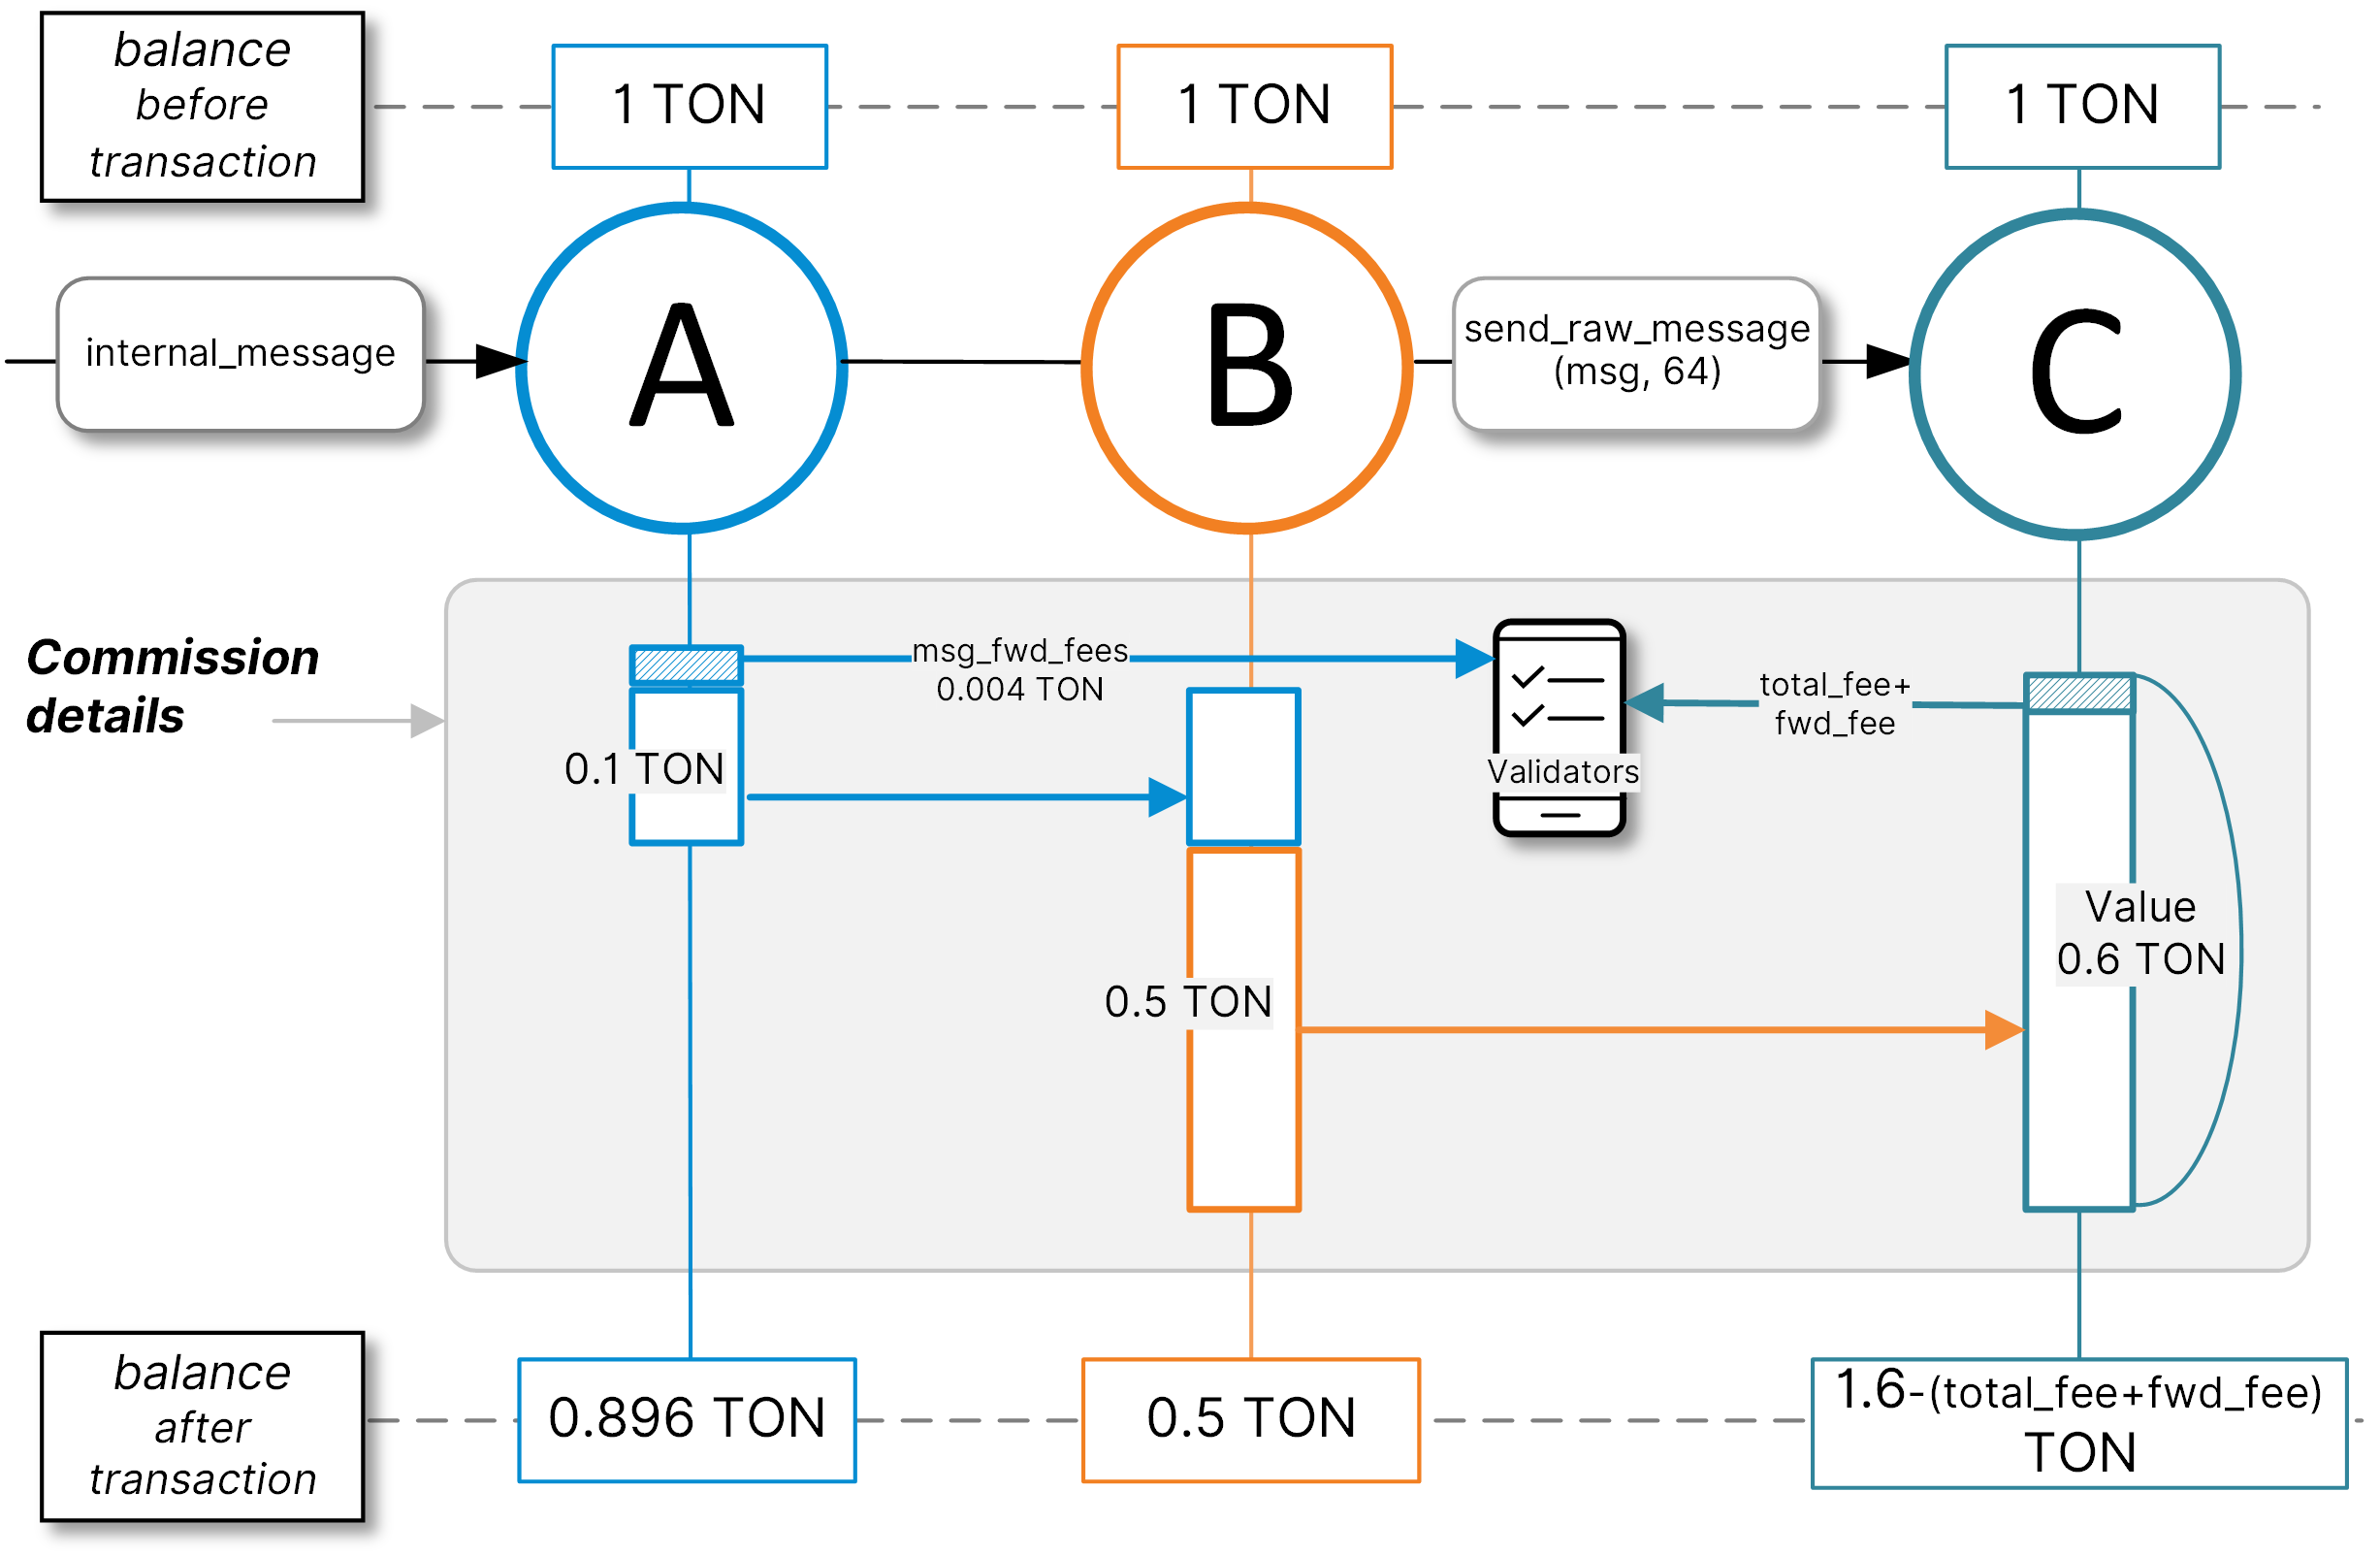 balance
before
transaction
1 TON
1 TON
1 TON
internal_message
A
B
send_raw_message
(msg, 64)
C
Commission
details
msg_fwd_fees
0.004 TON
total_fee+
fwd_fee
0.1 TON
Validators
Value
0.6 TON
0.5 TON
balance
after
transaction
0.896 TON
0.5 TON
1.6-(total_fee+fwd_fee)
TON